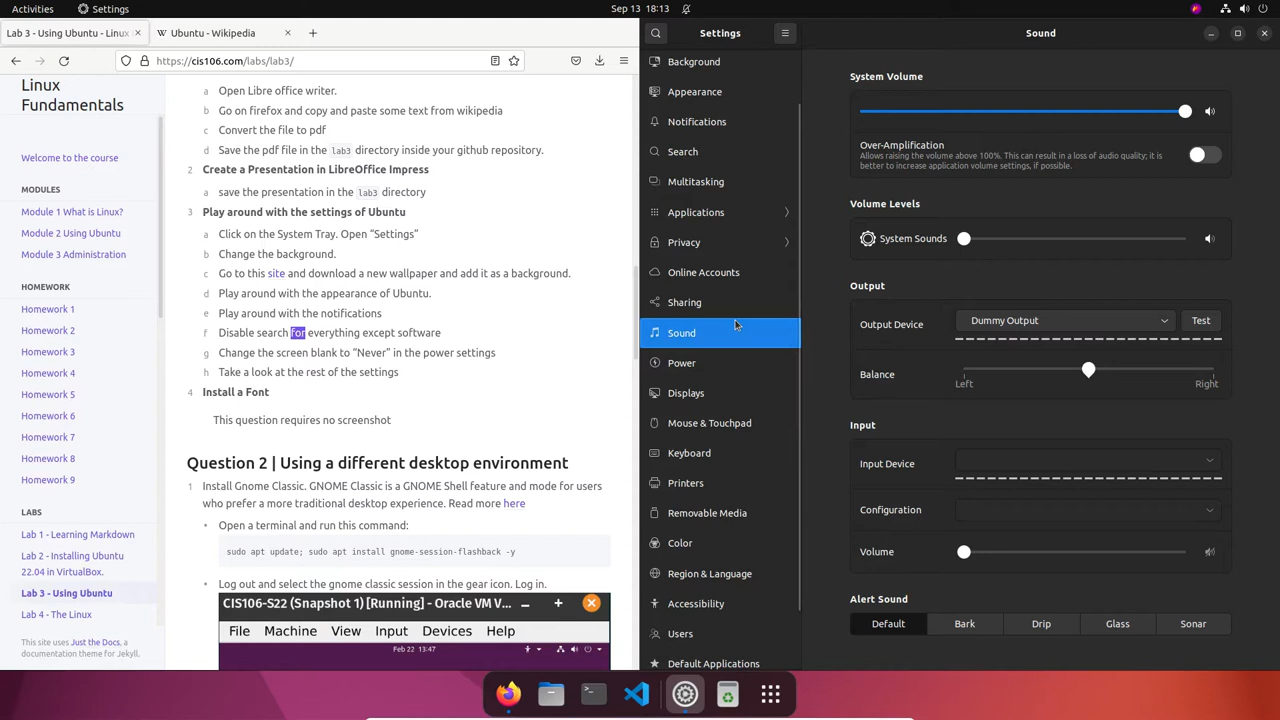 Activities
Settings
Sep 13 18:13
Lab 3 - Using Ubuntu - Linux
Ubuntu - Wikipedia
https://cis106.com/labs/lab3/
Linux
Fundamentals
Welcome to the course
MODULES
Module 1 What is Linux?
Module 2 Using Ubuntu
Module 3 Administration
HOMEWORK
Homework 1
Homework 2
Homework 3
Homework 4
Homework 5
Homework 6
Homework 7
Homework 8
Homework 9
LABS
Lab 1 - Learning Markdown
Lab 2 - Installing Ubuntu
22.04 in VirtualBox.
Lab 3 - Using Ubuntu
Lab 4 - The Linux
This site uses Just the Docs, a
documentation theme for Jekyll.
a Open Libre office writer.
b Go on firefox and copy and paste some text from wikipedia
c Convert the file to pdf
d Save the pdf file in the lab3 directory inside your github repository.
2 Create a Presentation in LibreOffice Impress
a save the presentation in the lab3 directory
3 Play around with the settings of Ubuntu
a Click on the System Tray. Open “Settings”
b Change the background.
c Go to this site and download a new wallpaper and add it as a background.
d Play around with the appearance of Ubuntu.
e Play around with the notifications
f Disable search for everything except software
g Change the screen blank to “Never” in the power settings
h Take a look at the rest of the settings
4 Install a Font
This question requires no screenshot
Question 2 | Using a different desktop environment
1 Install Gnome Classic. GNOME Classic is a GNOME Shell feature and mode for users
who prefer a more traditional desktop experience. Read more here
Open a terminal and run this command:
sudo apt update; sudo apt install gnome-session-flashback -y
Log out and select the gnome classic session in the gear icon. Log in.
CIS106-S22 (Snapshot 1) [Running] - Oracle VM V...
File Machine View Input Devices Help
Feb 22 13:47
Settings
Background
Appearance
Notifications
Search
Multitasking
Applications
Privacy
Online Accounts
Sharing
Sound
Power
Displays
Mouse & Touchpad
Keyboard
Printers
Removable Media
Color
Region & Language
Accessibility
Users
Default Applications
Sound
System Volume
Over-Amplification
Allows raising the volume above 100%. This can result in a loss of audio quality; it is
better to increase application volume settings, if possible.
Volume Levels
System Sounds
Output
Output Device Dummy Output Test
Balance
Left Right
Input
Input Device
Configuration
Volume
Alert Sound
Default Bark Drip Glass Sonar